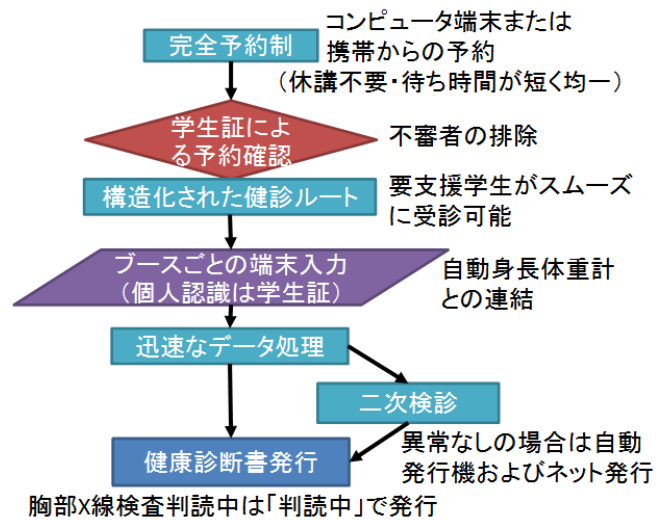 完全予約制
コンピュータ端末または
携帯からの予約
（休講不要・待ち時間が短く均一）
学生証によ
る予約確認
不審者の排除
構造化された健診ルート
要支援学生がスムーズ
に受診可能
ブースごとの端末入力
（個人認識は学生証）
自動身長体重計
との連結
迅速なデータ処理
二次検診
健康診断書発行
異常なしの場合は自動
発行機およびネット発行
胸部X線検査判読中は「判読中」で発行